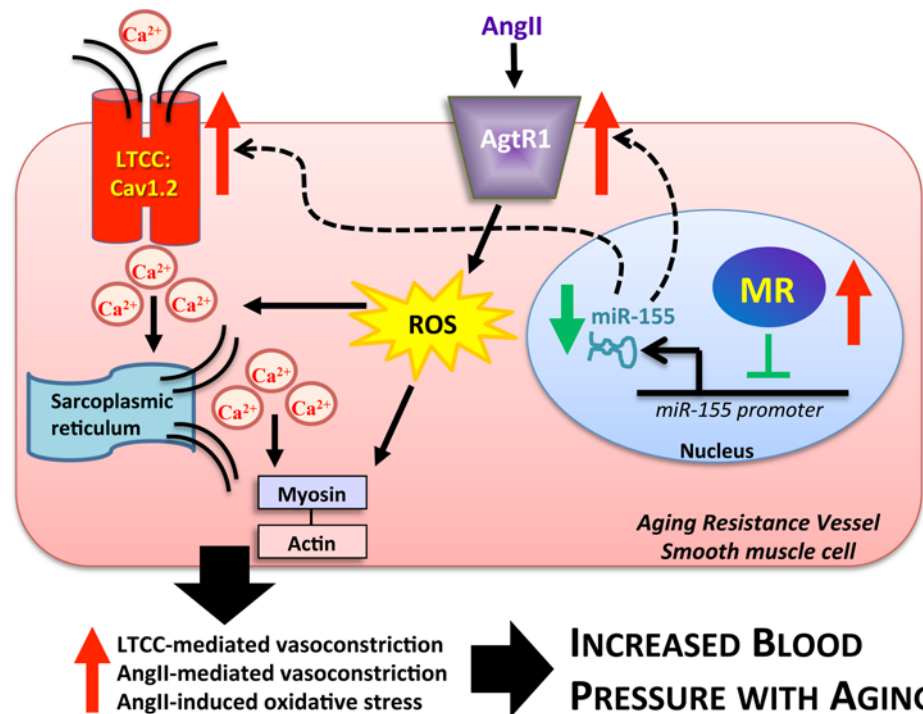 Ca²⁺
AngII
AgtR1
LTCC:
Cav1.2
Ca²⁺
Ca²⁺
Ca²⁺
ROS
miR-155
MR
miR-155 promoter
Nucleus
Sarcoplasmic
reticulum
Ca²⁺
Ca²⁺
Ca²⁺
Myosin
Actin
Aging Resistance Vessel
Smooth muscle cell
LTCC-mediated vasoconstriction
AngII-mediated vasoconstriction
AngII-induced oxidative stress
INCREASED BLOOD
PRESSURE WITH AGING